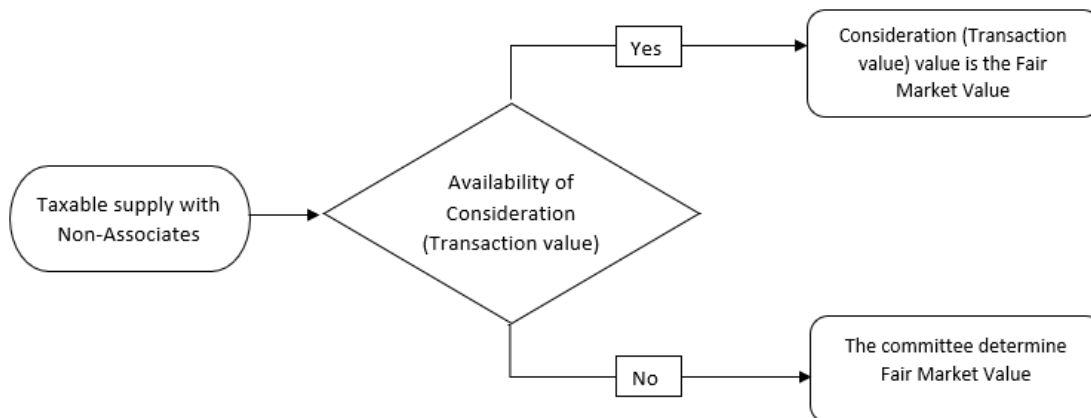 Taxable supply with
Non-Associates
Availability of
Consideration
(Transaction value)
Yes
Consideration (Transaction
value) value is the Fair
Market Value
No
The committee determine
Fair Market Value